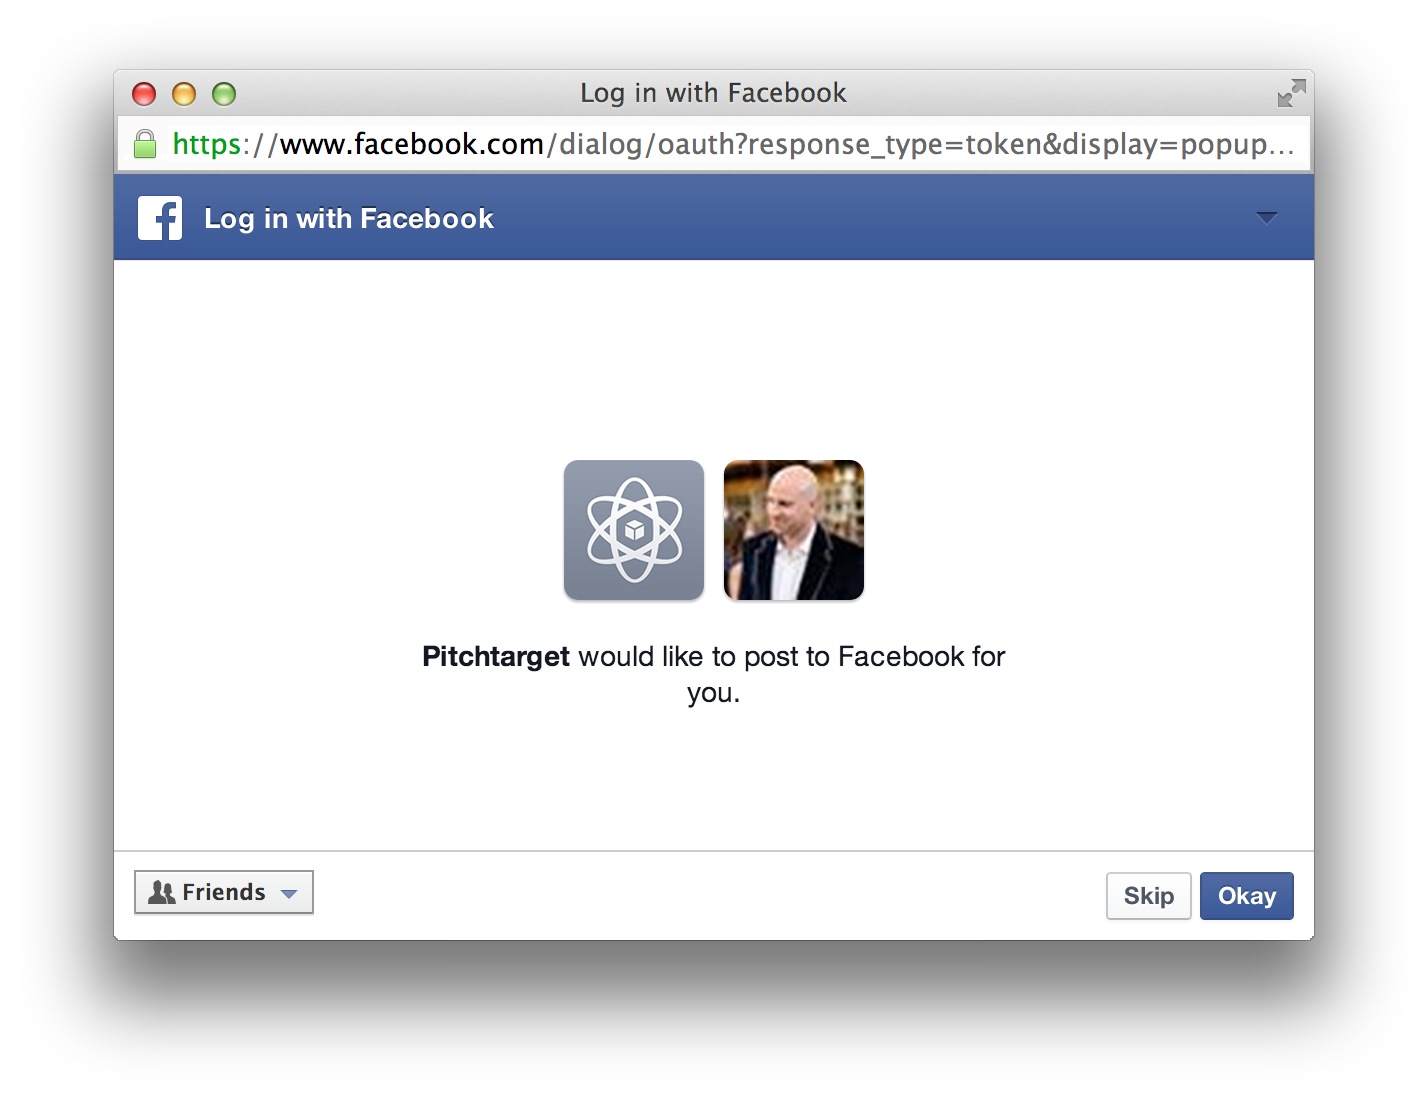 Log in with Facebook
https://www.facebook.com/dialog/oauth?response_type=token&display=popup...
Log in with Facebook
Pitchtarget would like to post to Facebook for
you.
Friends
Skip
Okay